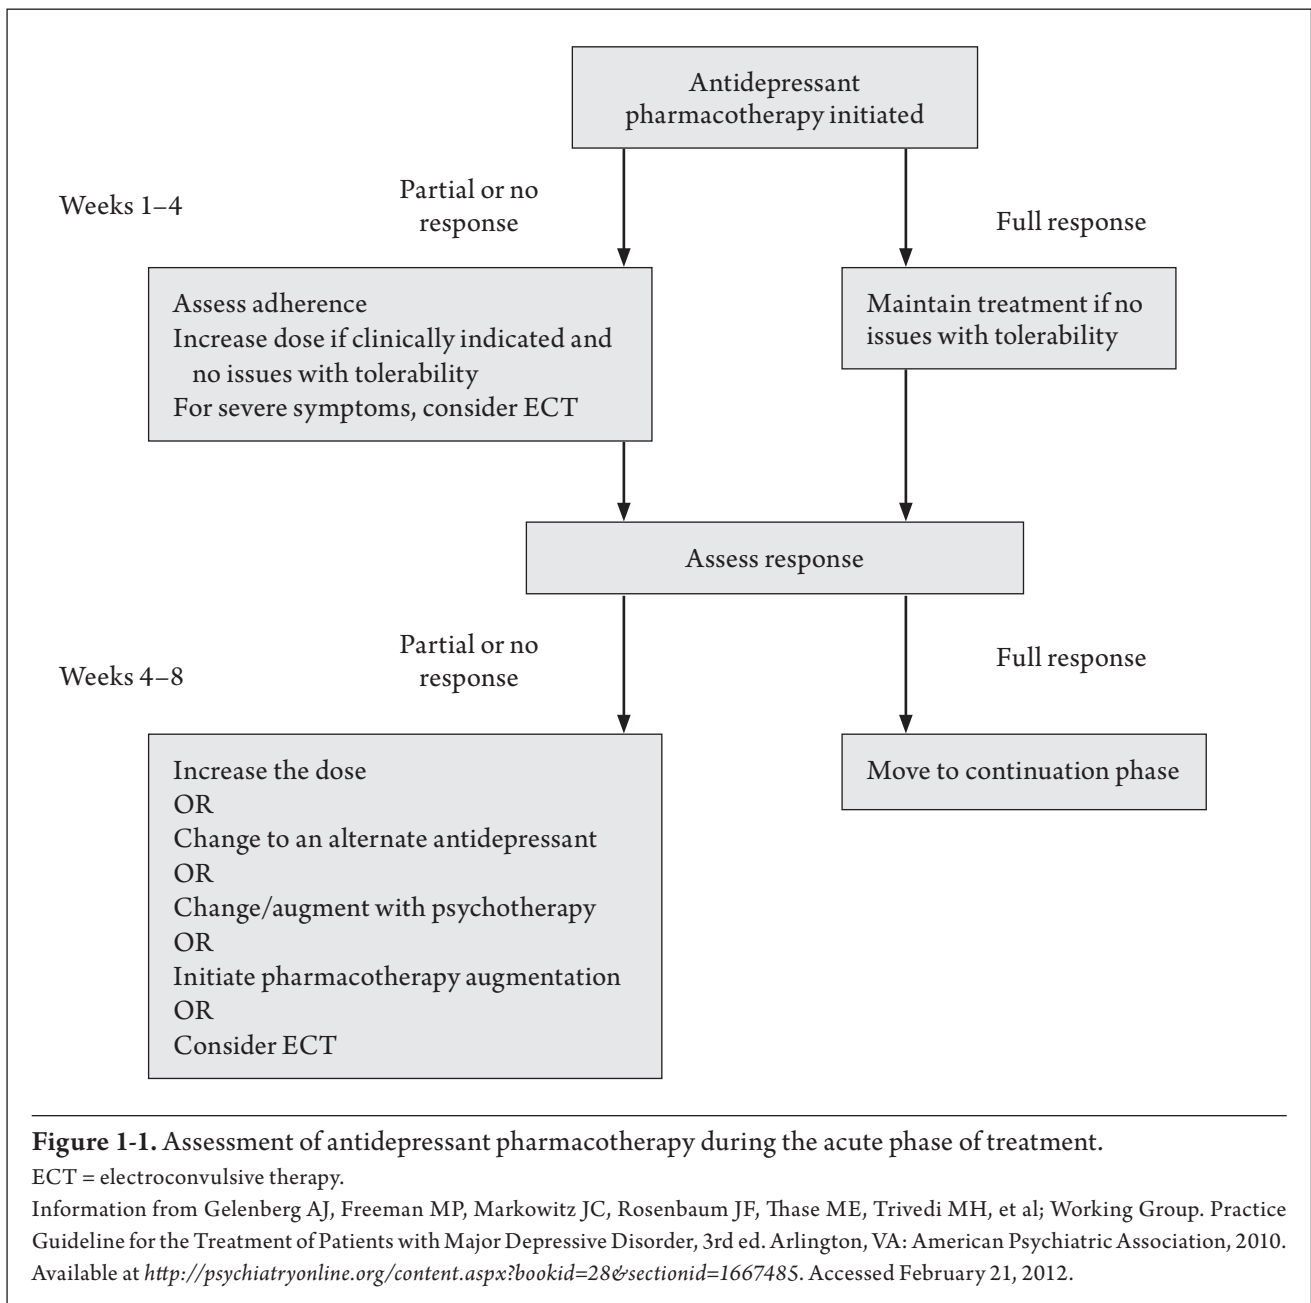 Antidepressant
pharmacotherapy initiated
Weeks 1–4
Partial or no
response
Full response
Assess adherence
Increase dose if clinically indicated and
no issues with tolerability
For severe symptoms, consider ECT
Maintain treatment if no
issues with tolerability
Assess response
Weeks 4–8
Partial or no
response
Full response
Increase the dose
OR
Change to an alternate antidepressant
OR
Change/augment with psychotherapy
OR
Initiate pharmacotherapy augmentation
OR
Consider ECT
Move to continuation phase
Figure 1-1. Assessment of antidepressant pharmacotherapy during the acute phase of treatment.
ECT = electroconvulsive therapy.
Information from Gelenberg AJ, Freeman MP, Markowitz JC, Rosenbaum JF, Thase ME, Trivedi MH, et al; Working Group. Practice
Guideline for the Treatment of Patients with Major Depressive Disorder, 3rd ed. Arlington, VA: American Psychiatric Association, 2010.
Available at http://psychiatryonline.org/content.aspx?bookid=28&sectionid=1667485. Accessed February 21, 2012.